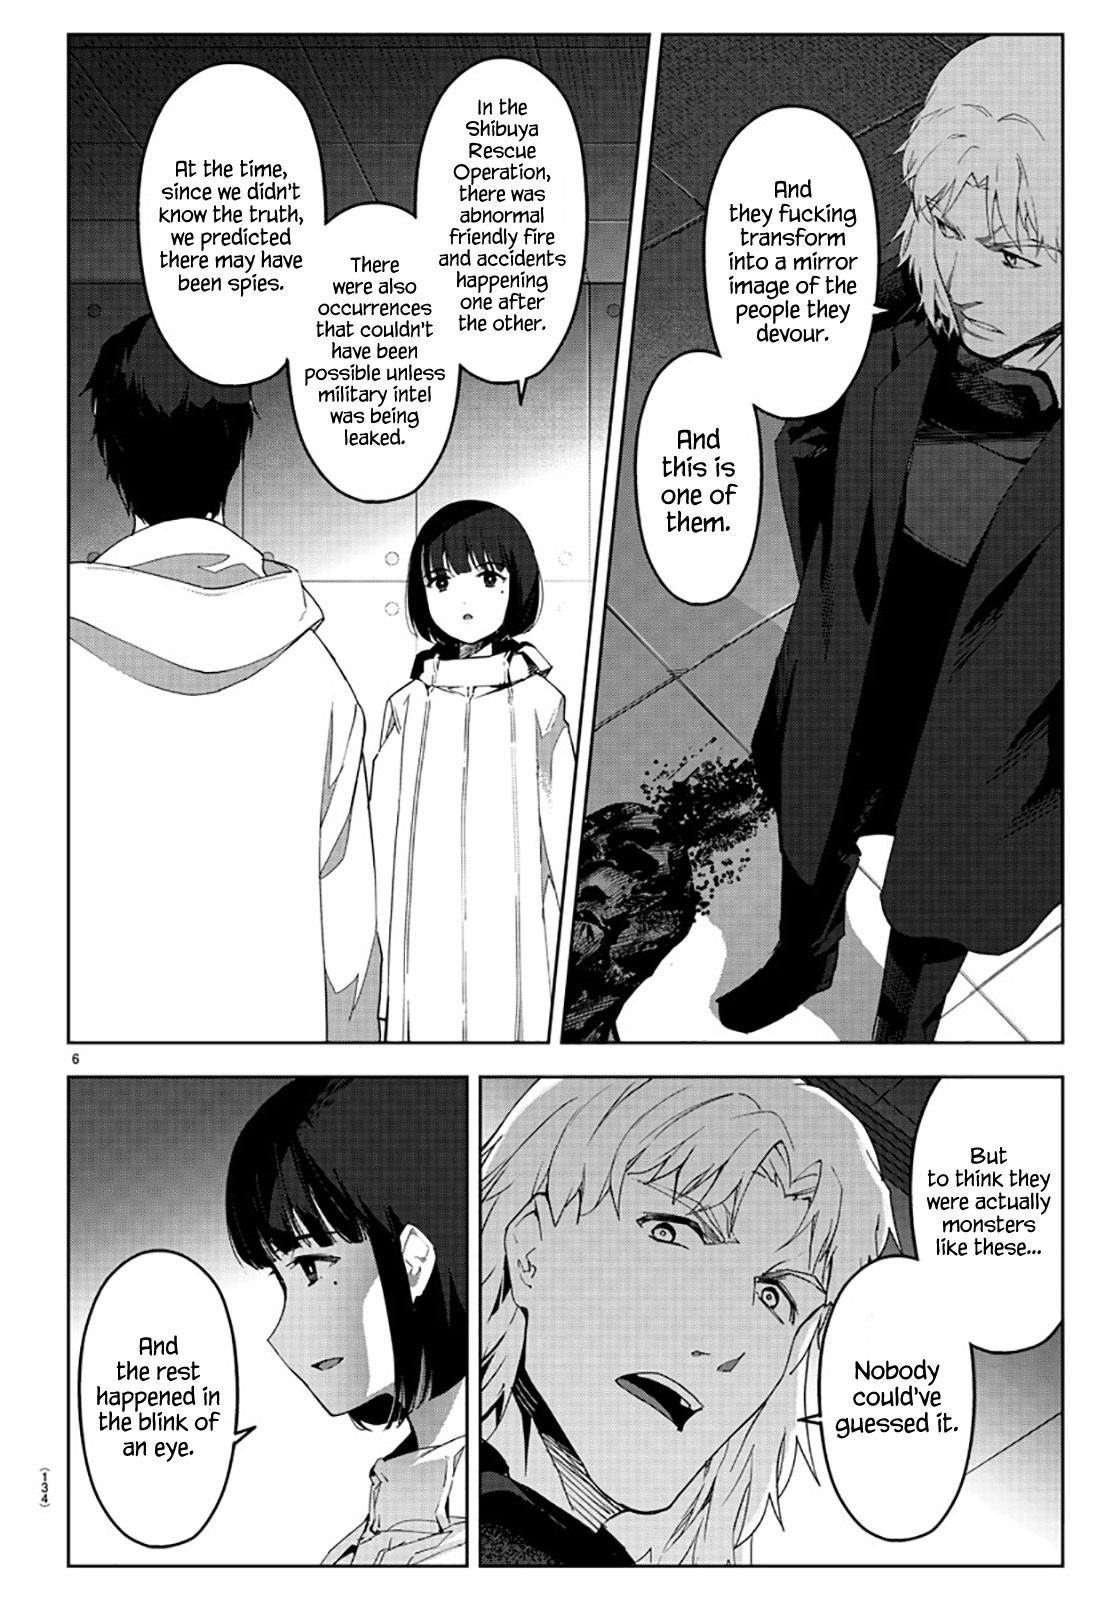 And
they fucking
transform
into a mirror
image of the
people they
devour.
And
this is
one of
them.
In the
Shibuya
Rescue
Operation,
there was
abnormal
friendly fire
and accidents
happening
one after
the other.
There
were also
occurrences
that couldn't
have been
possible unless
military intel
was being
leaked.
At the time,
since we didn't
know the truth,
we predicted
there may have
been spies.
6
But
to think they
were actually
monsters
like these...
Nobody
could've
guessed it.
And
the rest
happened in
the blink of
an eye.
(134)